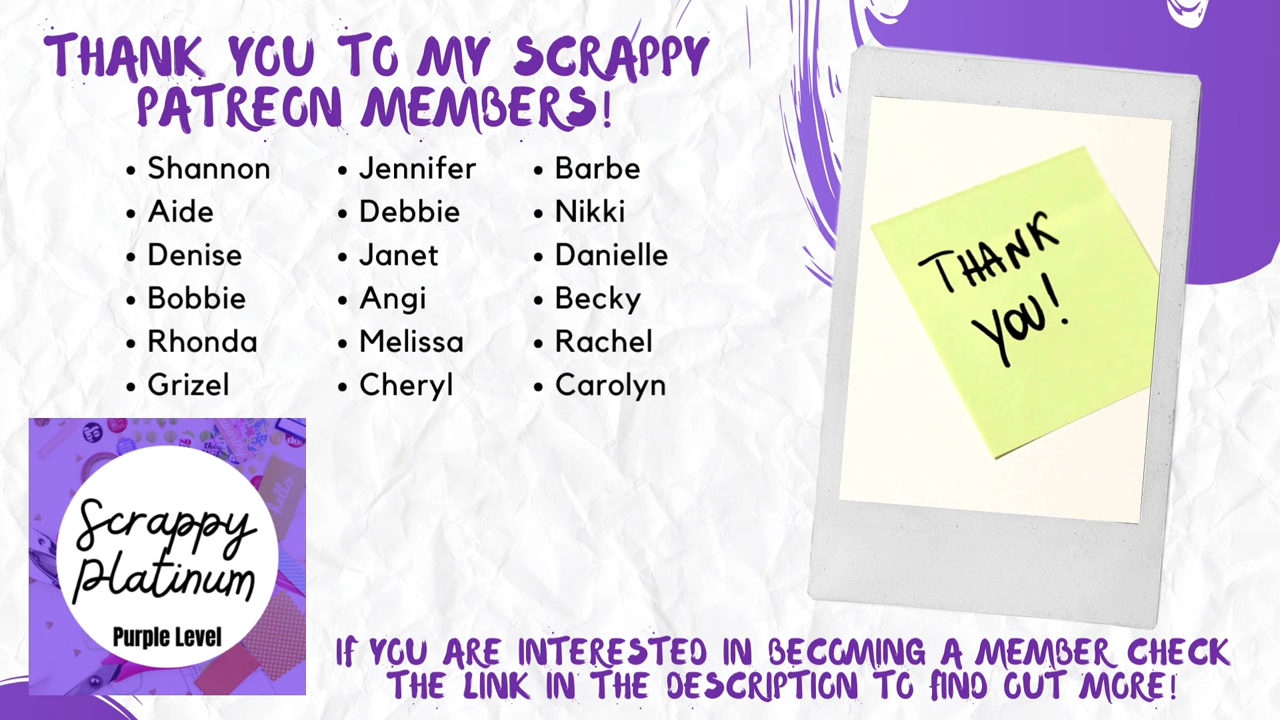 THANK YOU TO MY SCRAPPY
PATREON MEMBERS!
• Shannon
• Aide
• Denise
• Bobbie
• Rhonda
• Grizel
• Jennifer
• Debbie
• Janet
• Angi
• Melissa
• Cheryl
• Barbe
• Nikki
• Danielle
• Becky
• Rachel
• Carolyn
THANK
YOU!
hello
Scrappy
Platinum
Purple Level
IF YOU ARE INTERESTED IN BECOMING A MEMBER CHECK
THE LINK IN THE DESCRIPTION TO FIND OUT MORE!